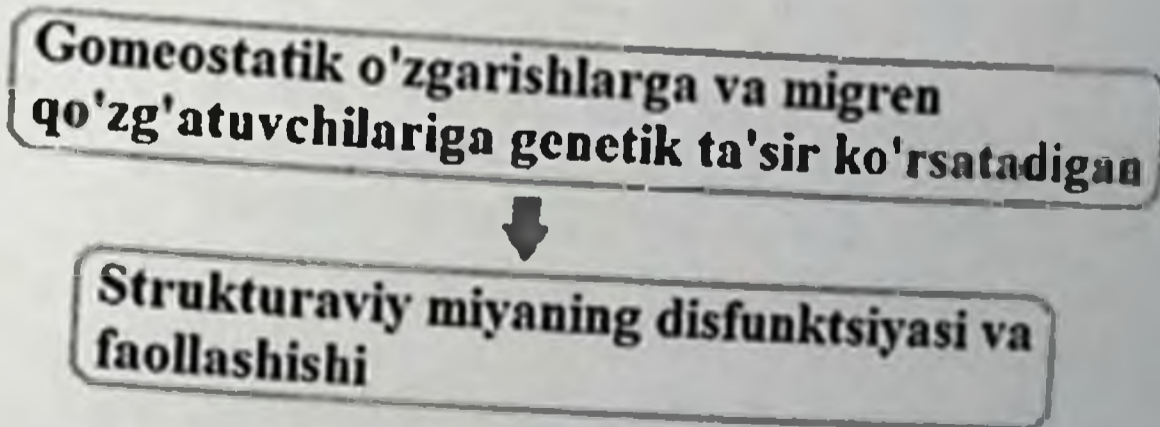 Gomeostatik o'zgarishlarga va migren
qo'zg'atuvchilariga genetik ta'sir ko'rsatadigan
Strukturaviy miyaning disfunktsiyasi va
faollashishi